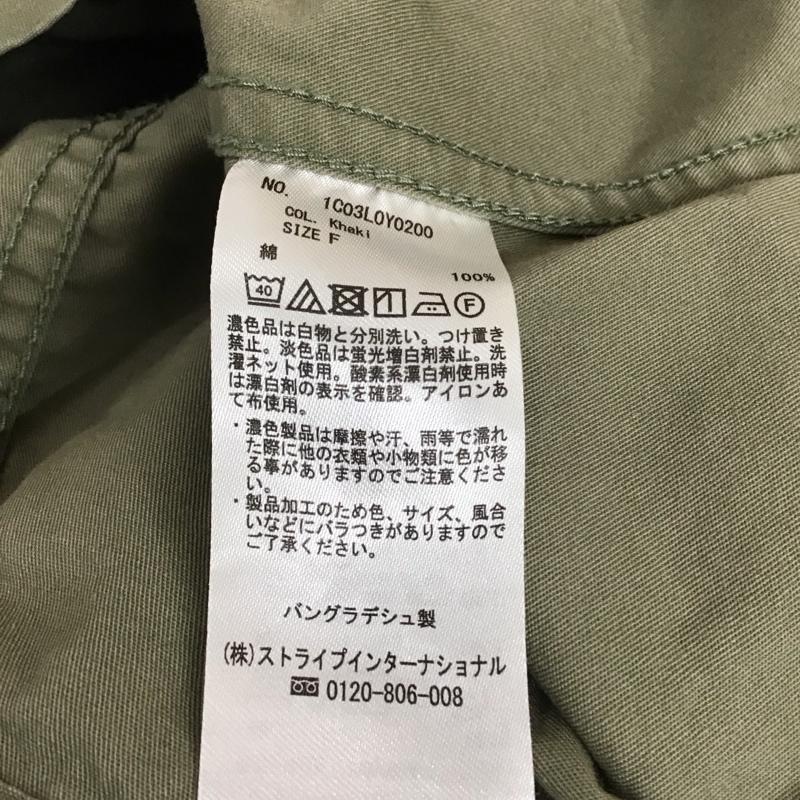 NO. 1C03L0Y0200
COL. Khaki
SIZE F
綿 100%
40 F
濃色品は白物と分別洗い。つけ置き
禁止。淡色品は蛍光増白剤禁止。洗
濯ネット使用。酸素系漂白剤使用時
は漂白剤の表示を確認。アイロンあ
て布使用。
・濃色製品は摩擦や汗、雨等で濡れ
た際に他の衣類や小物類に色が移
る事がありますのでご注意くださ
い。
・製品加工のため色、サイズ、風合
いなどにバラつきがありますので
ご了承ください。
バングラデシュ製
(株)ストライプインターナショナル
0120-806-008